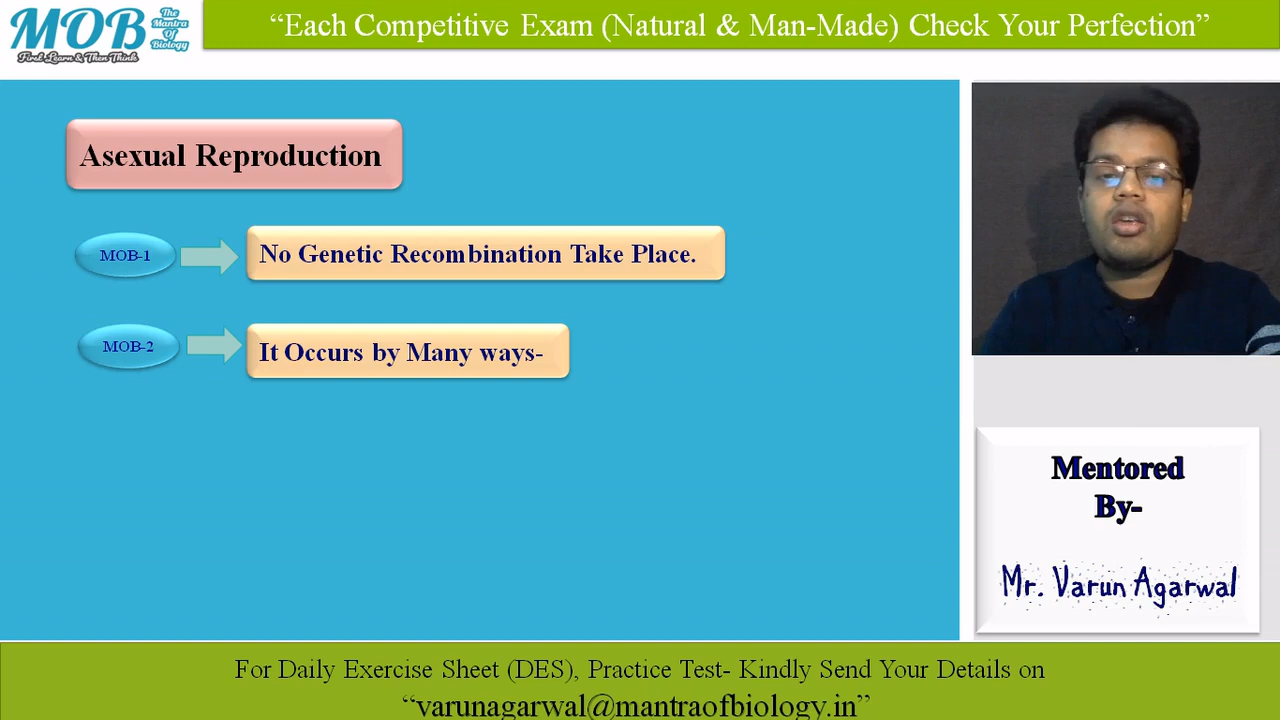 MOB
The
Mantra
Of
Biology
First Learn & Then Think
“Each Competitive Exam (Natural & Man-Made) Check Your Perfection”
Asexual Reproduction
MOB-1
No Genetic Recombination Take Place.
MOB-2
It Occurs by Many ways-
Mentored
By-
Mr. Varun Agarwal
For Daily Exercise Sheet (DES), Practice Test- Kindly Send Your Details on
“varunagarwal@mantraofbiology.in”